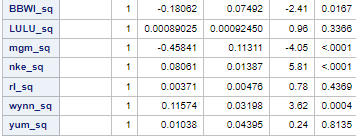 BBWI_sq 1 -0.18062 0.07492 -2.41 0.0167
LULU_sq 1 0.00089025 0.00092450 0.96 0.3366
mgm_sq 1 -0.45841 0.11311 -4.05 <.0001
nke_sq 1 0.08061 0.01387 5.81 <.0001
rl_sq 1 0.00371 0.00476 0.78 0.4369
wynn_sq 1 0.11574 0.03198 3.62 0.0004
yum_sq 1 0.01038 0.04395 0.24 0.8135